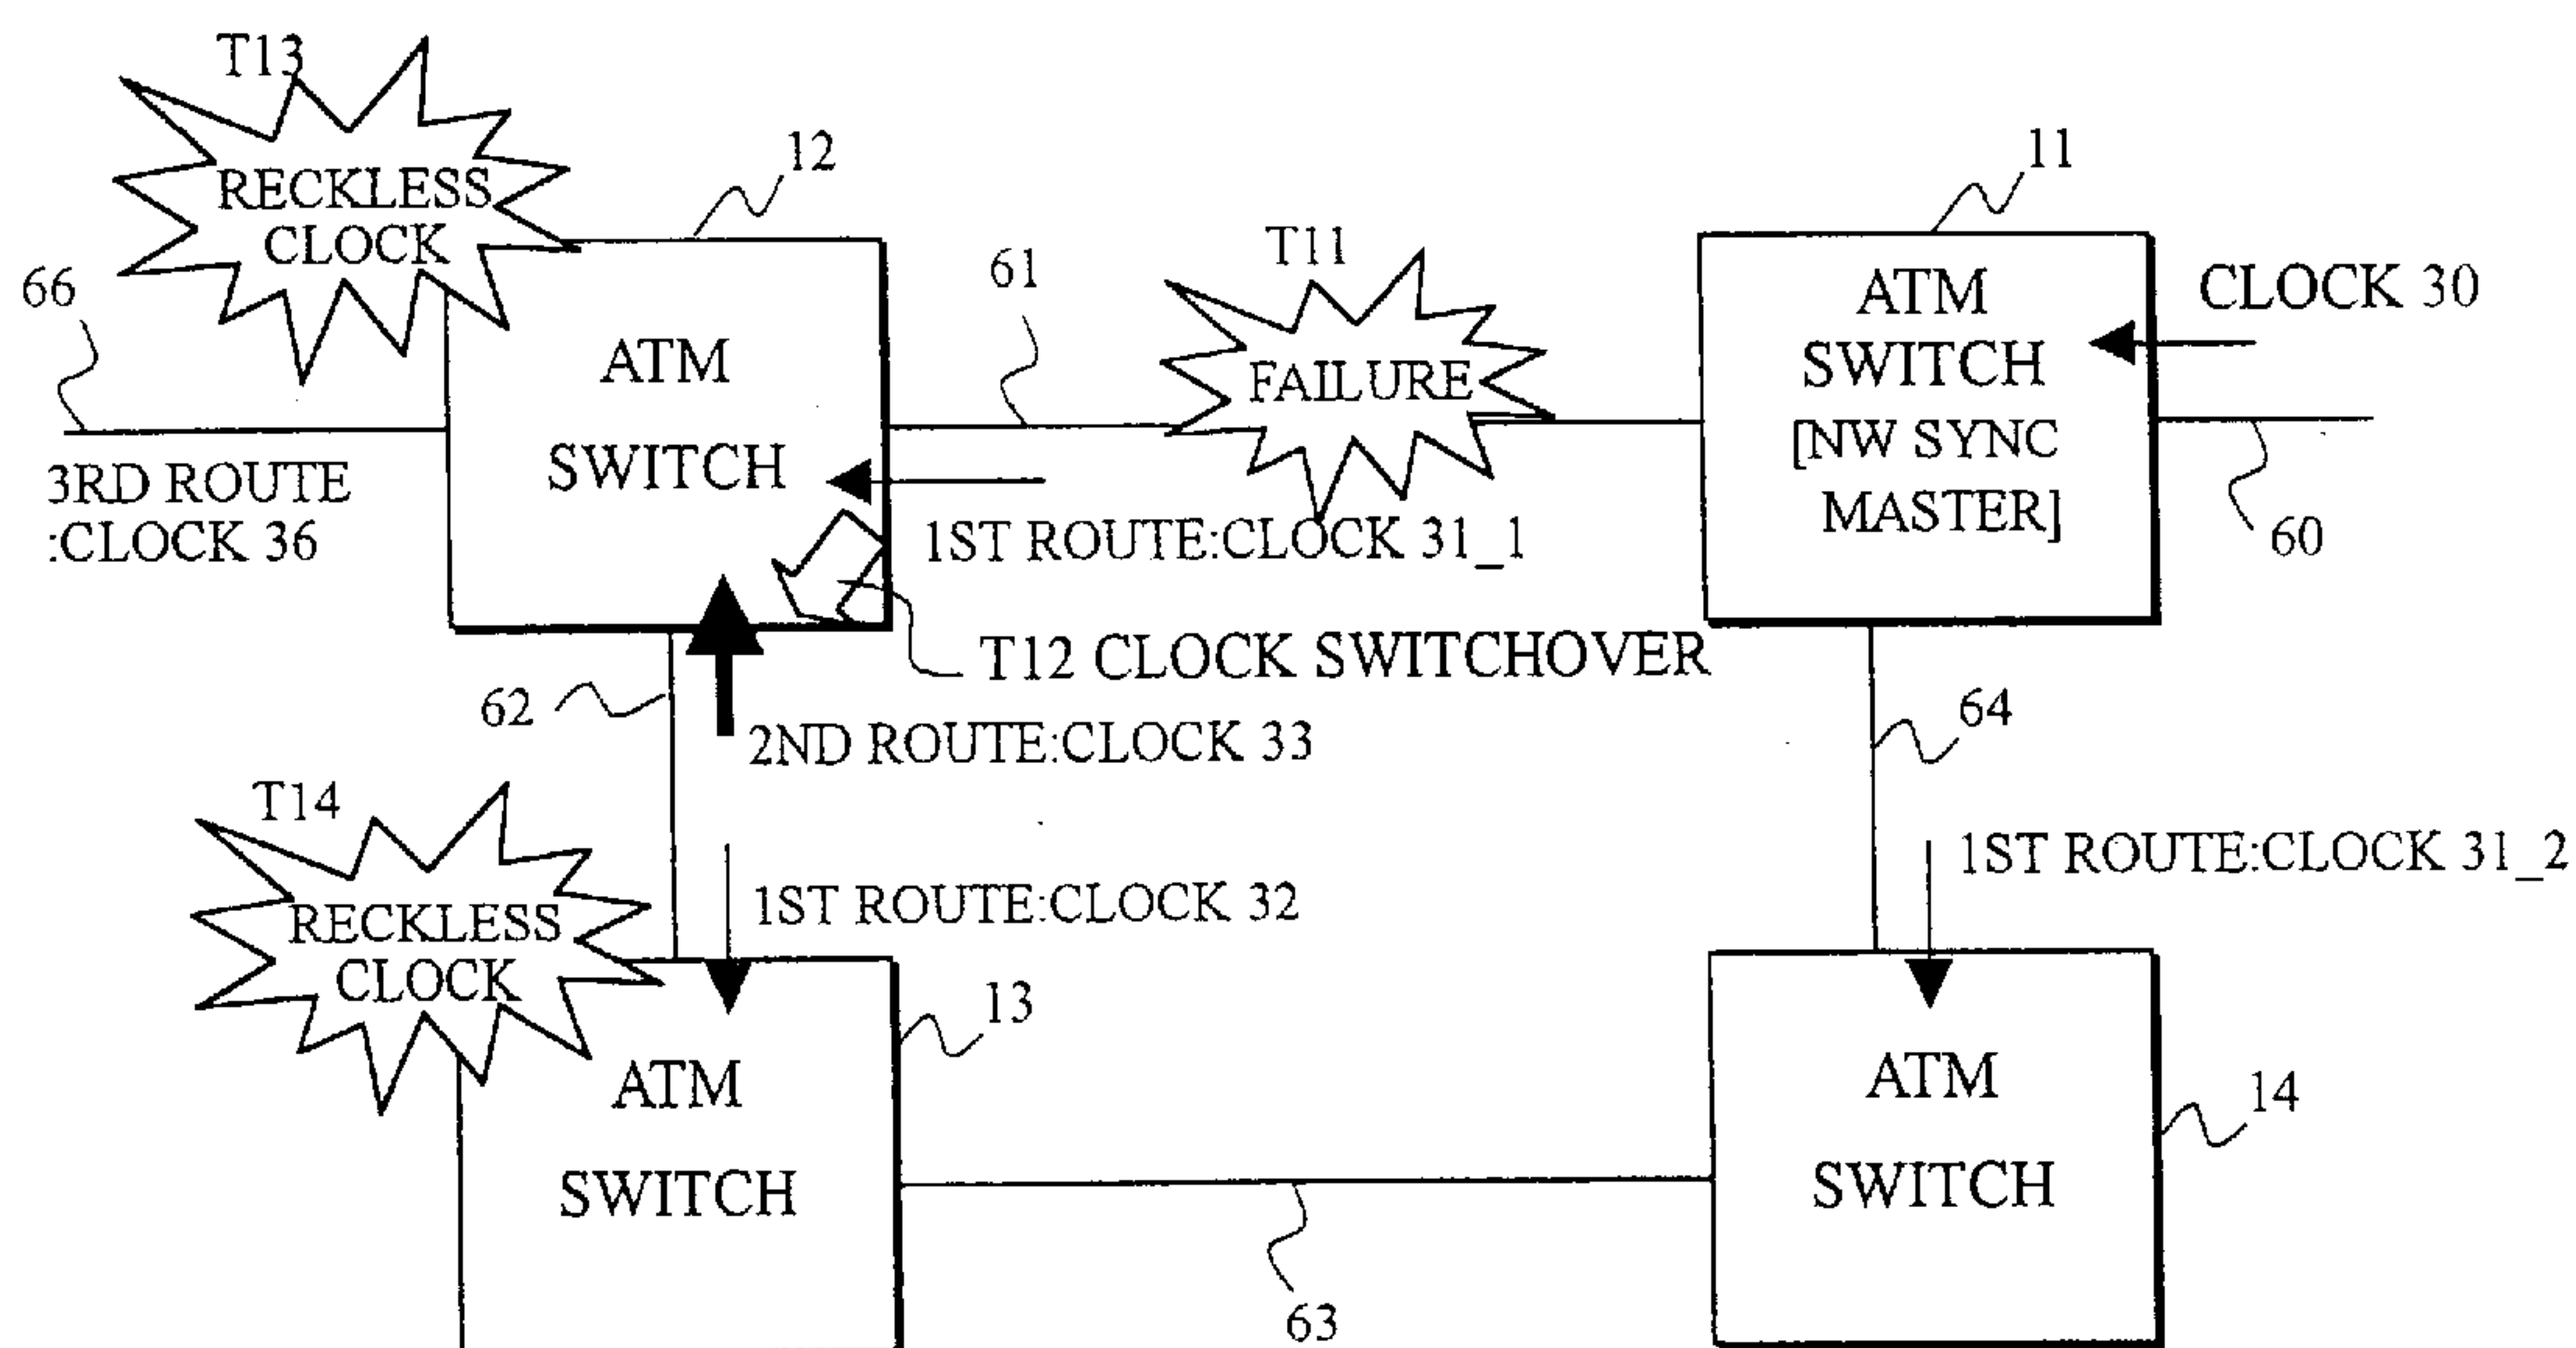 T13
RECKLESS
CLOCK
12
11
T11
FAILURE
61
66
ATM
SWITCH
ATM
SWITCH
[NW SYNC
MASTER]
CLOCK 30
60
3RD ROUTE
:CLOCK 36
1ST ROUTE:CLOCK 31_1
T12 CLOCK SWITCHOVER
62
64
2ND ROUTE:CLOCK 33
T14
RECKLESS
CLOCK
1ST ROUTE:CLOCK 32
1ST ROUTE:CLOCK 31_2
13
14
ATM
SWITCH
ATM
SWITCH
63